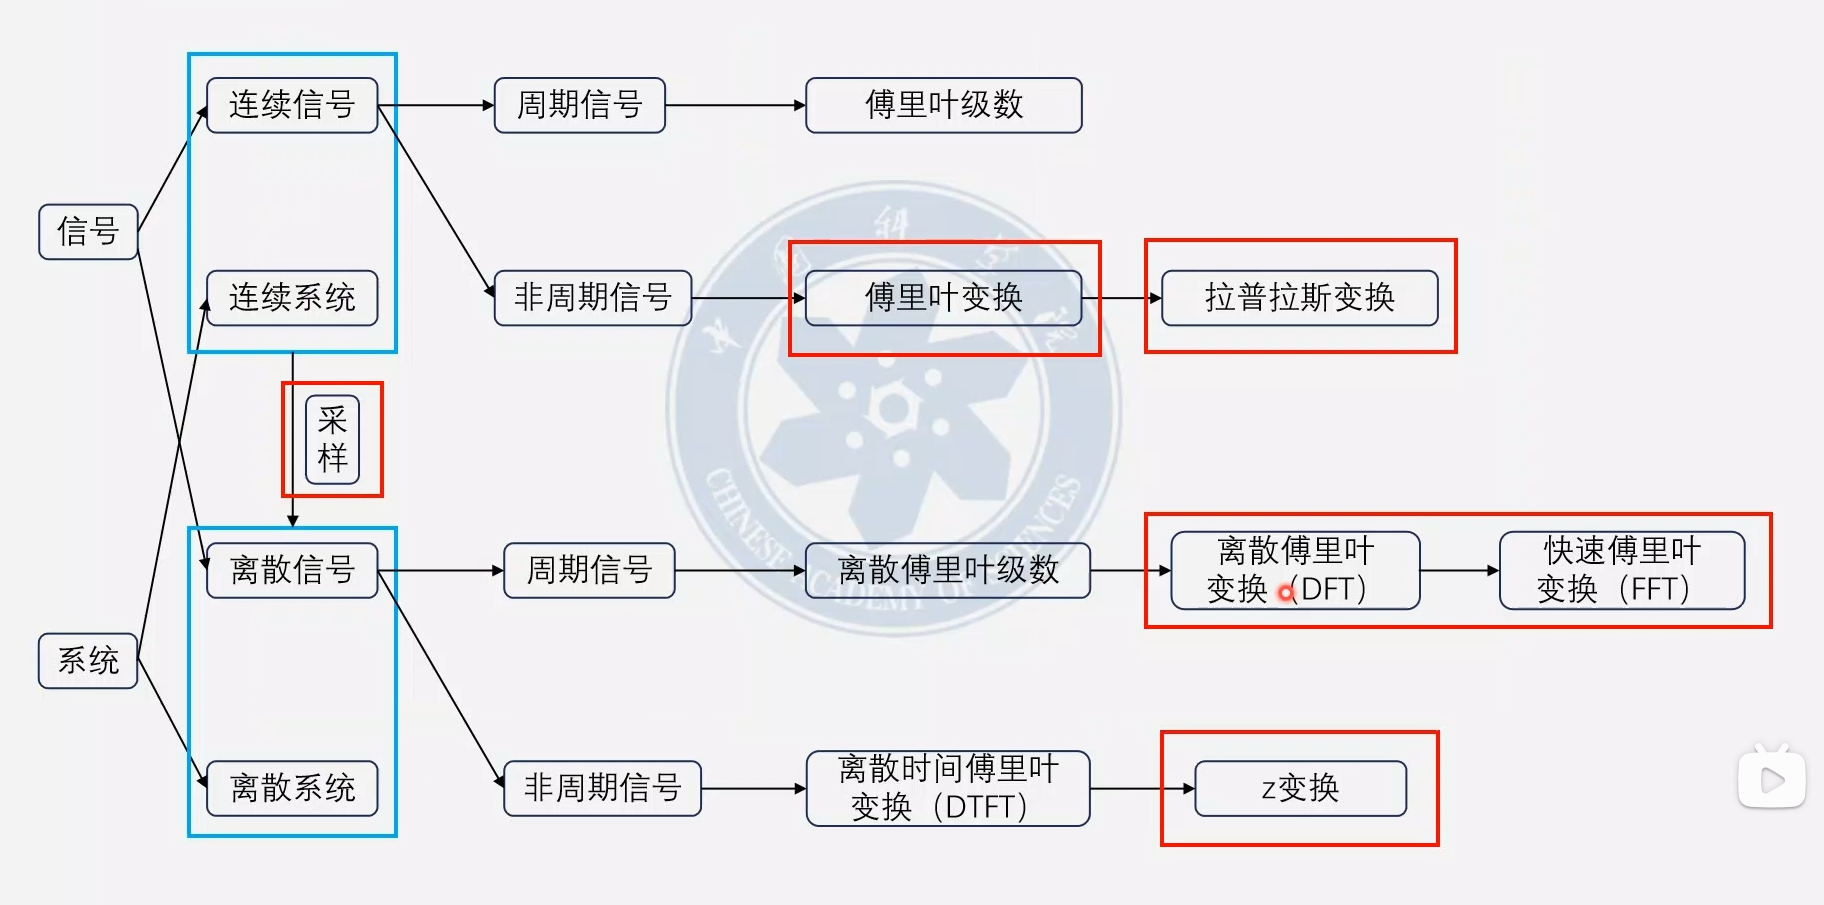 连续信号
周期信号
傅里叶级数
信号
连续系统
非周期信号
傅里叶变换
拉普拉斯变换
采
样
离散信号
周期信号
离散傅里叶级数
离散傅里叶
变换（DFT）
快速傅里叶
变换（FFT）
系统
离散系统
非周期信号
离散时间傅里叶
变换（DTFT）
z变换
CHINESE ACADEMY OF SCIENCES